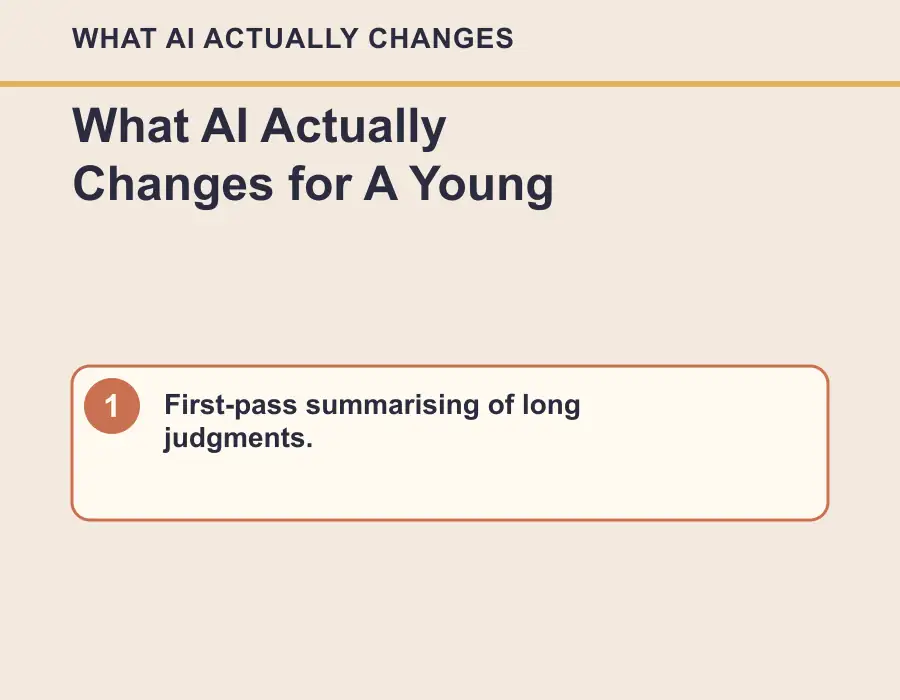 WHAT AI ACTUALLY CHANGES
What AI Actually
Changes for A Young
1
First-pass summarising of long
judgments.